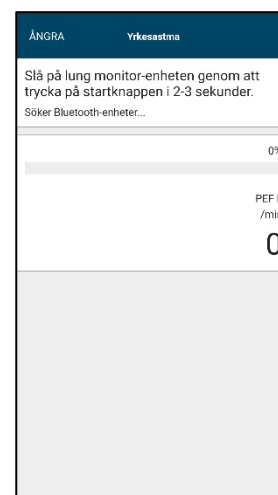 ÅNGRA Yrkesastma
Slå på lung monitor-enheten genom att
trycka på startknappen i 2-3 sekunder.
Söker Bluetooth-enheter...
0%
PEF
/min
0